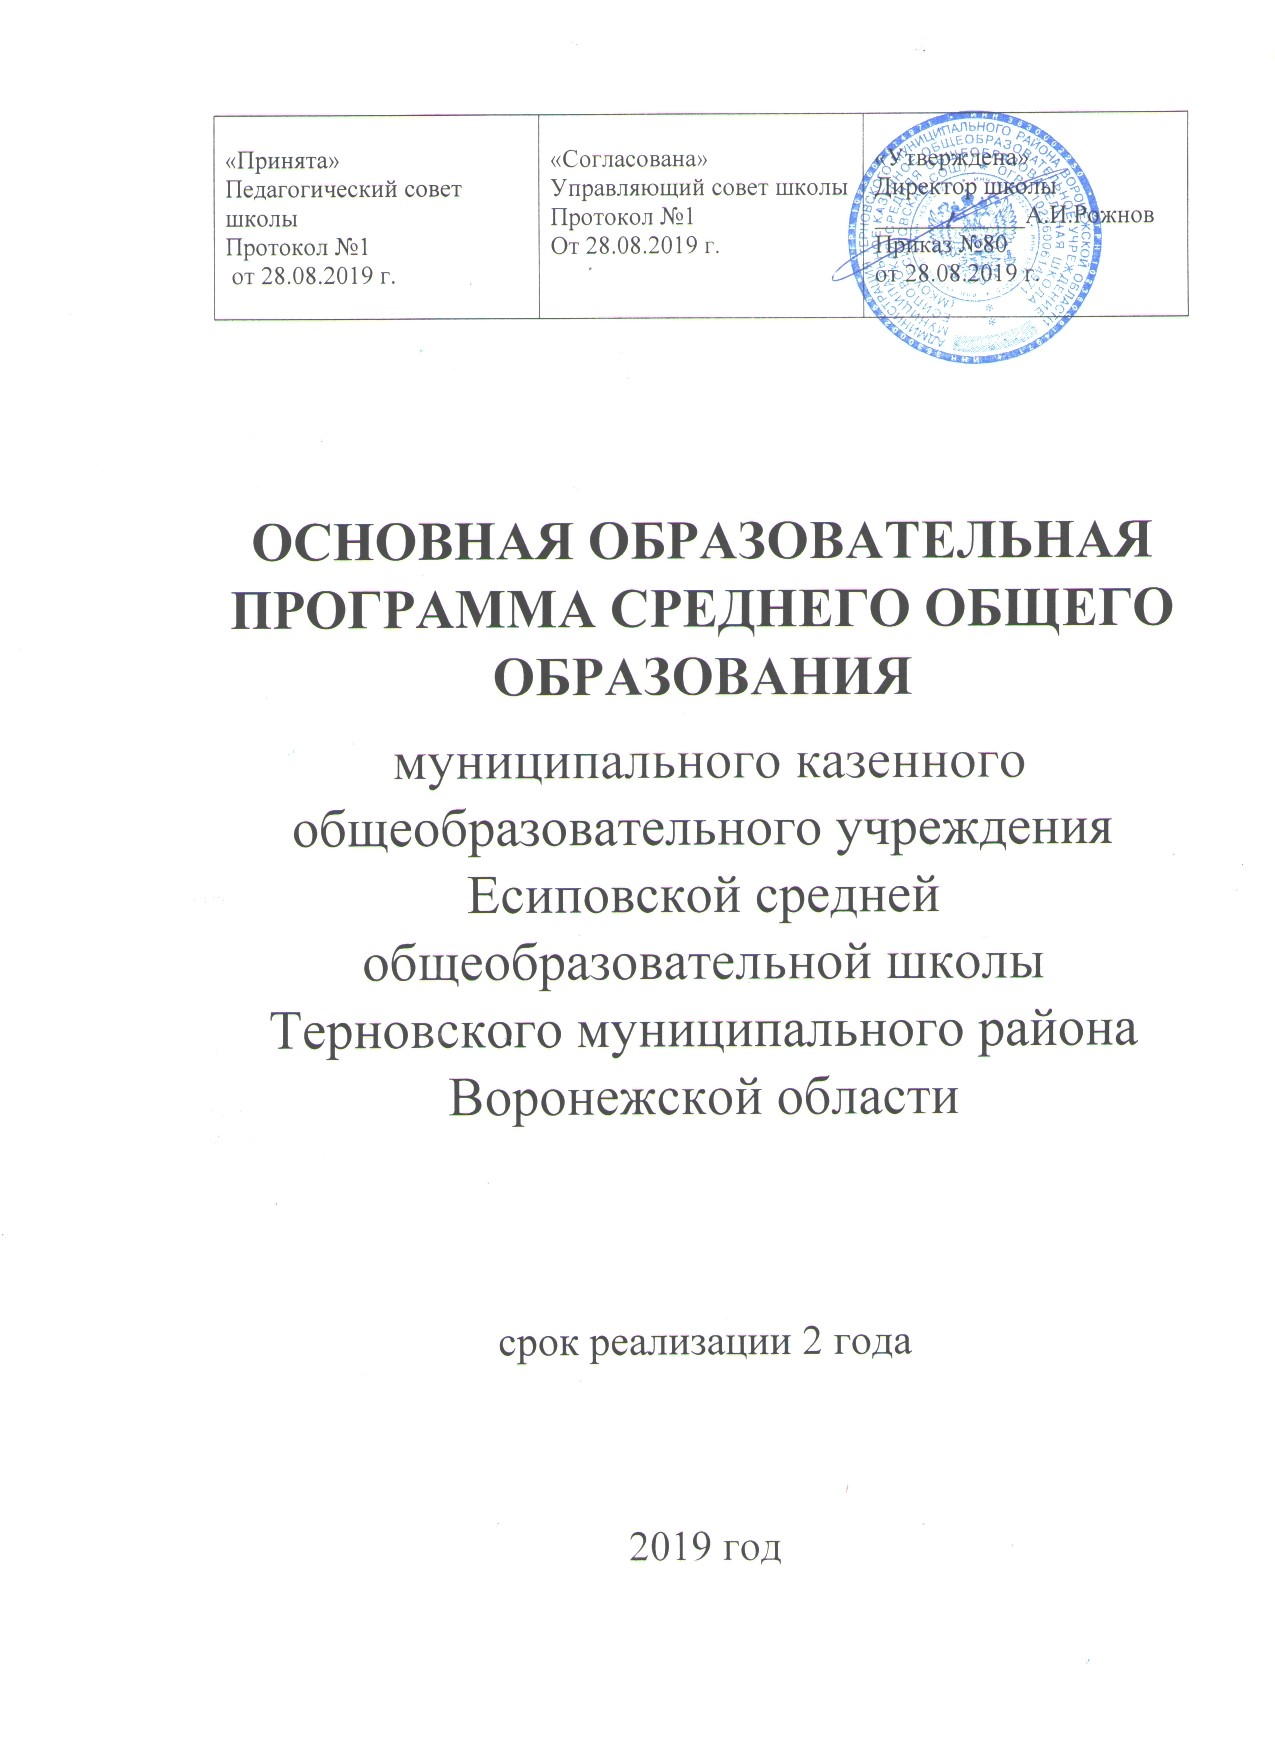 «Принята»
Педагогический совет
школы
Протокол №1
от 28.08.2019 г.
«Согласована»
Управляющий совет школы
Протокол №1
От 28.08.2019 г.
«Утверждена»
Директор школы
____________А.И.Рожнов
Приказ №80
от 28.08.2019 г.
ОСНОВНАЯ ОБРАЗОВАТЕЛЬНАЯ
ПРОГРАММА СРЕДНЕГО ОБЩЕГО
ОБРАЗОВАНИЯ
муниципального казенного
общеобразовательного учреждения
Есиповской средней
общеобразовательной школы
Терновского муниципального района
Воронежской области
срок реализации 2 года
2019 год